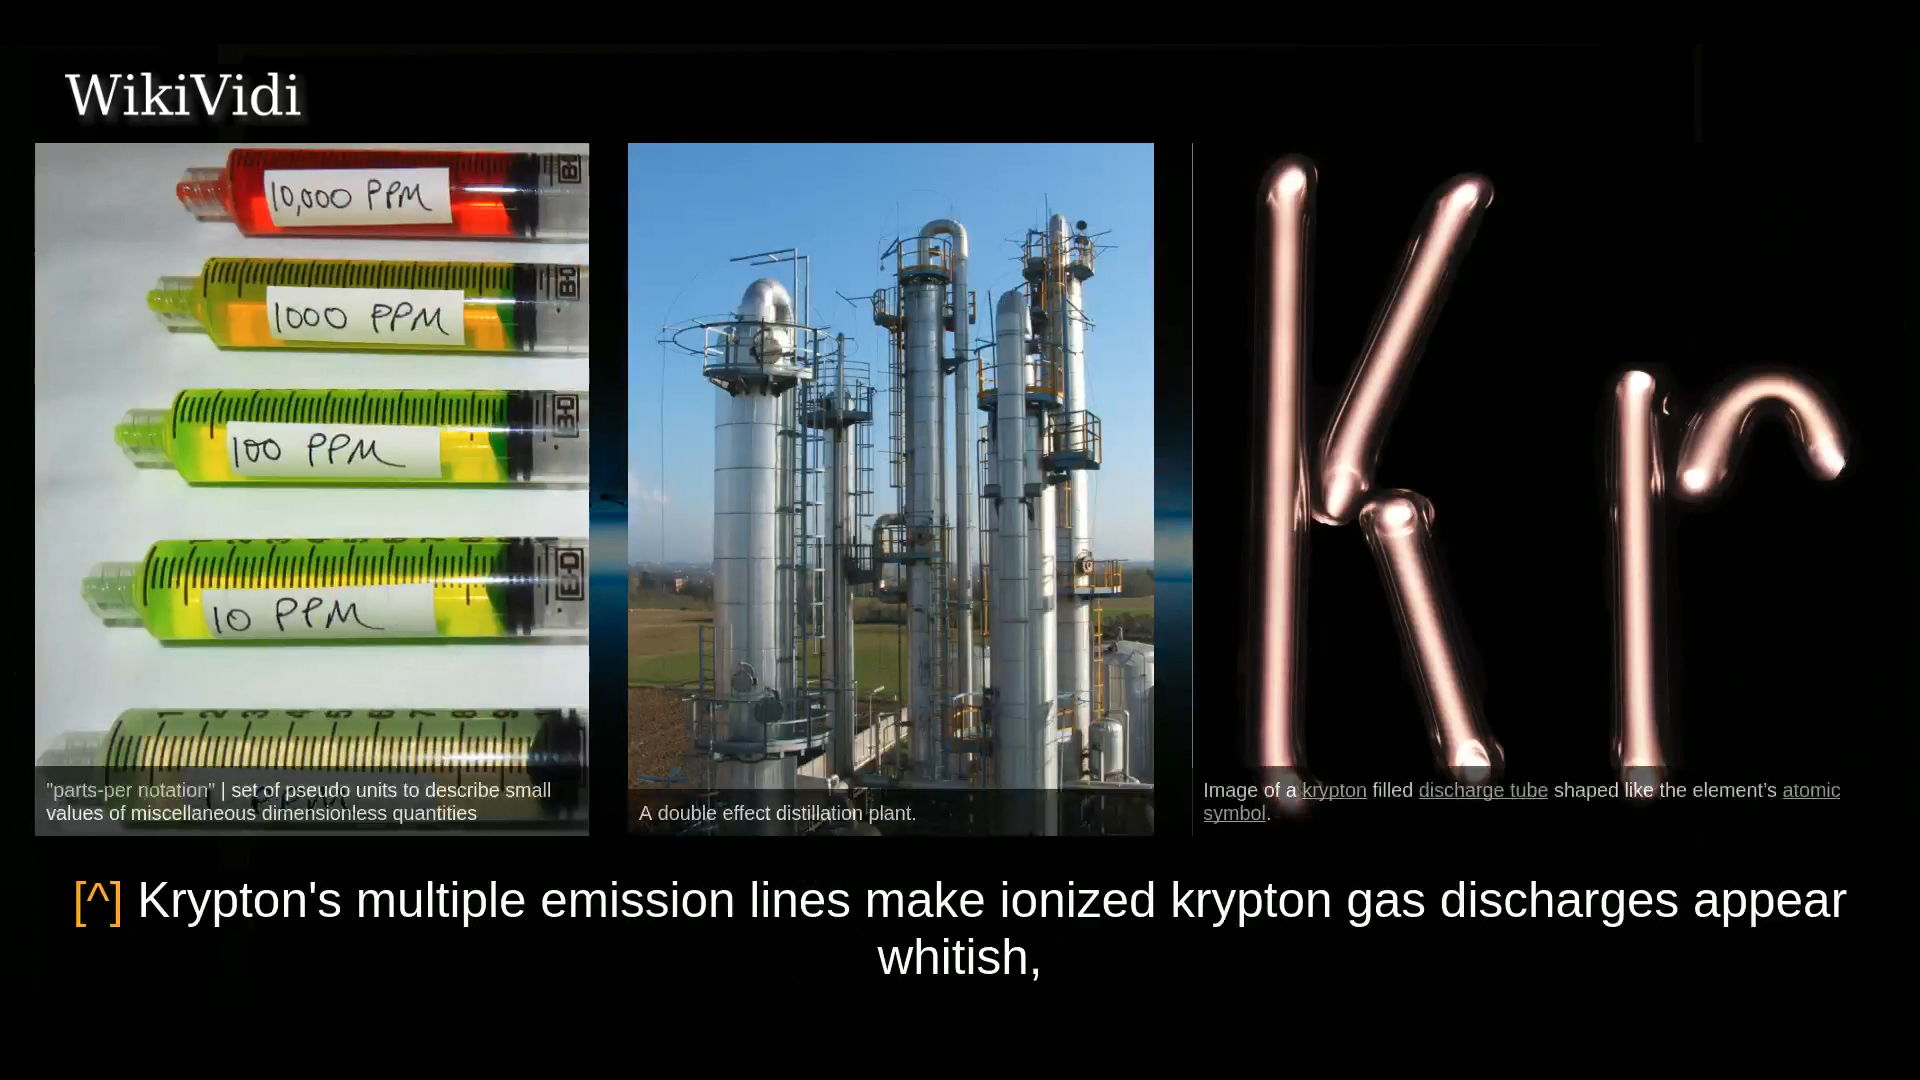 WikiVidi
10,000 PPM
1000 PPM
100 PPM
10 PPM
"parts-per notation" | set of pseudo units to describe small
values of miscellaneous dimensionless quantities
A double effect distillation plant.
Kr
Image of a krypton filled discharge tube shaped like the element's atomic
symbol.
[^] Krypton's multiple emission lines make ionized krypton gas discharges appear
whitish,